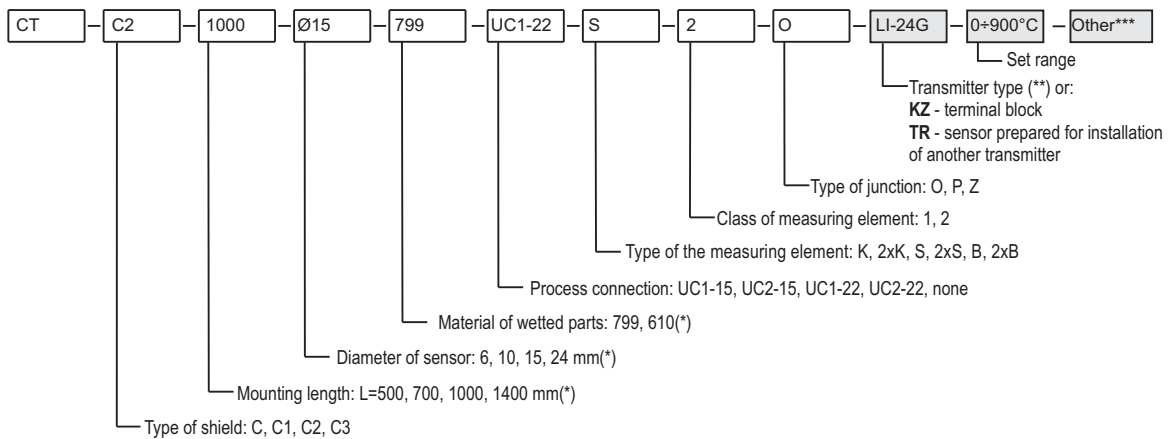 CT – C2 – 1000 – Ø15 – 799 – UC1-22 – S – 2 – O – LI-24G – 0÷900°C – Other***
Set range
Transmitter type (**) or:
KZ - terminal block
TR - sensor prepared for installation
of another transmitter
Type of junction: O, P, Z
Class of measuring element: 1, 2
Type of the measuring element: K, 2xK, S, 2xS, B, 2xB
Process connection: UC1-15, UC2-15, UC1-22, UC2-22, none
Material of wetted parts: 799, 610(*)
Diameter of sensor: 6, 10, 15, 24 mm(*)
Mounting length: L=500, 700, 1000, 1400 mm(*)
Type of shield: C, C1, C2, C3